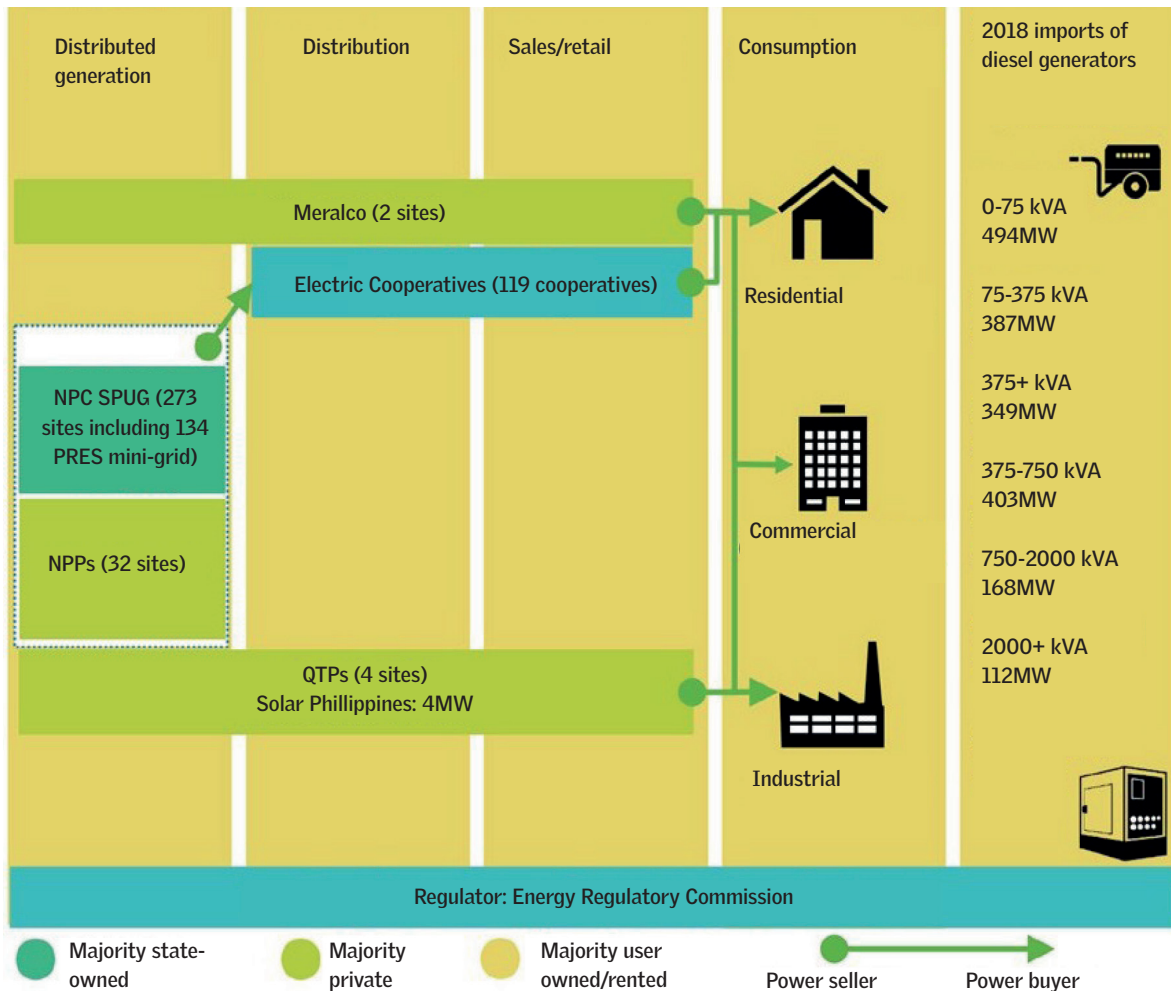 Distributed
generation
Distribution
Sales/retail
Consumption
2018 imports of
diesel generators
Meralco (2 sites)
Electric Cooperatives (119 cooperatives)
NPC SPUG (273
sites including 134
PRES mini-grid)
NPPs (32 sites)
QTPs (4 sites)
Solar Phillippines: 4MW
Residential
Commercial
Industrial
0-75 kVA
494MW
75-375 kVA
387MW
375+ kVA
349MW
375-750 kVA
403MW
750-2000 kVA
168MW
2000+ kVA
112MW
Regulator: Energy Regulatory Commission
Majority state-
owned
Majority
private
Majority user
owned/rented
Power seller
Power buyer